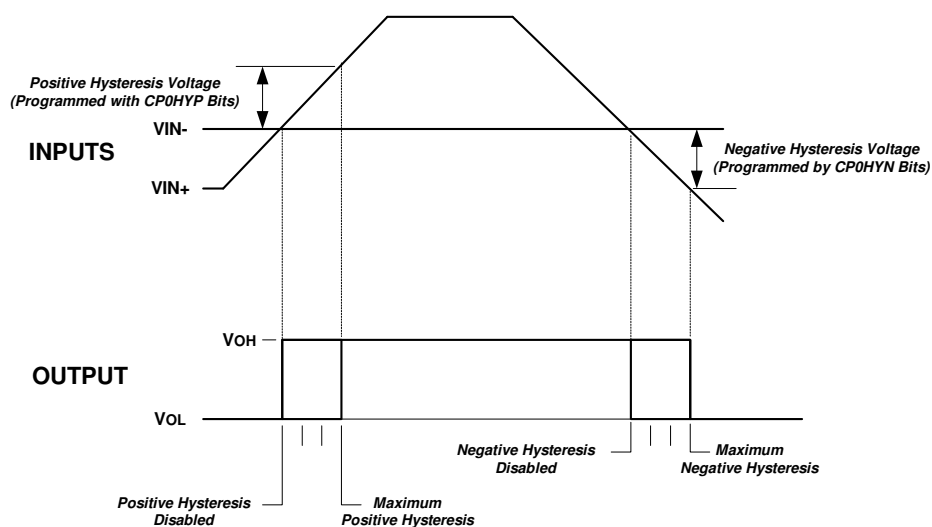 Positive Hysteresis Voltage
(Programmed with CP0HYP Bits)
VIN-
INPUTS
VIN+
Negative Hysteresis Voltage
(Programmed by CP0HYN Bits)
VOH
OUTPUT
VOL
Negative Hysteresis
Disabled
Maximum
Negative Hysteresis
Positive Hysteresis
Disabled
Maximum
Positive Hysteresis